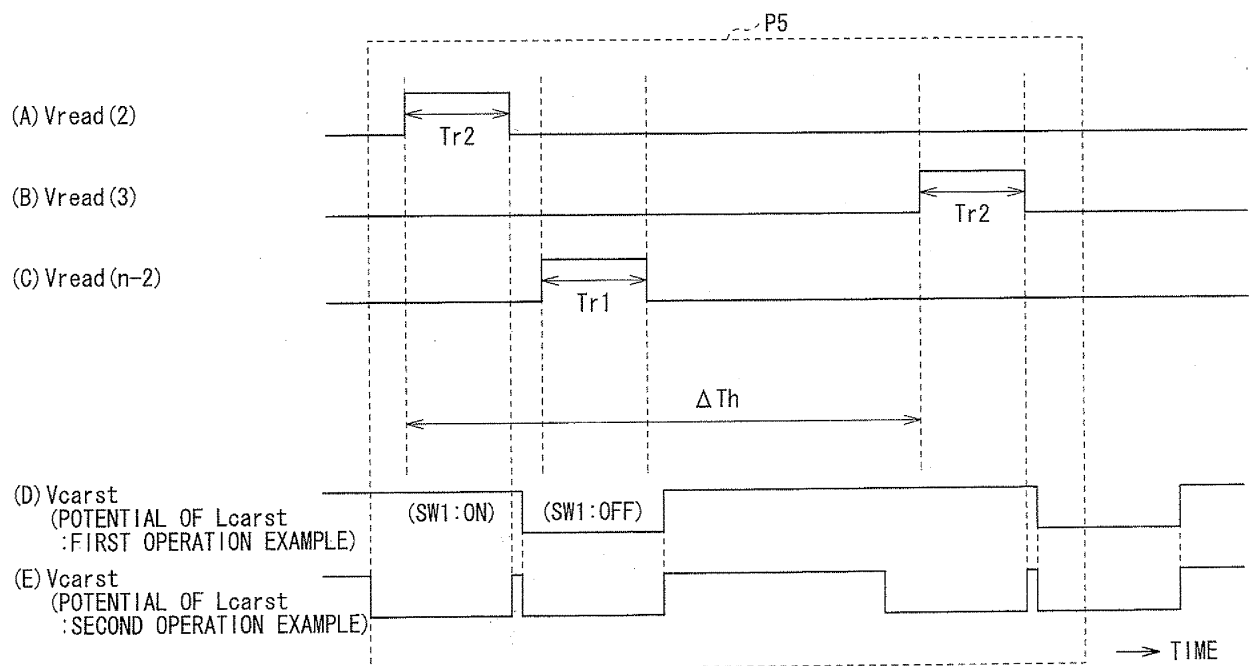 P5
(A) Vread(2)
Tr2
(B) Vread(3)
Tr2
(C) Vread(n-2)
Tr1
ΔTh
(D) Vcarst
(POTENTIAL OF Lcarst
:FIRST OPERATION EXAMPLE)
(SW1:ON)
(SW1:OFF)
(E) Vcarst
(POTENTIAL OF Lcarst
:SECOND OPERATION EXAMPLE)
TIME